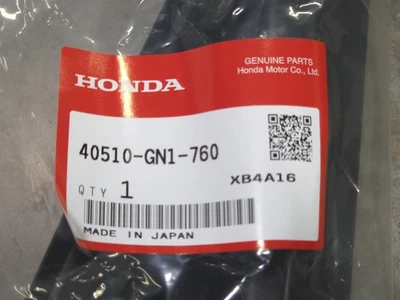 HONDA
GENUINE PARTS
Honda Motor Co., Ltd.
40510-GN1-760
QTY 1
XB4A16
MADE IN JAPAN